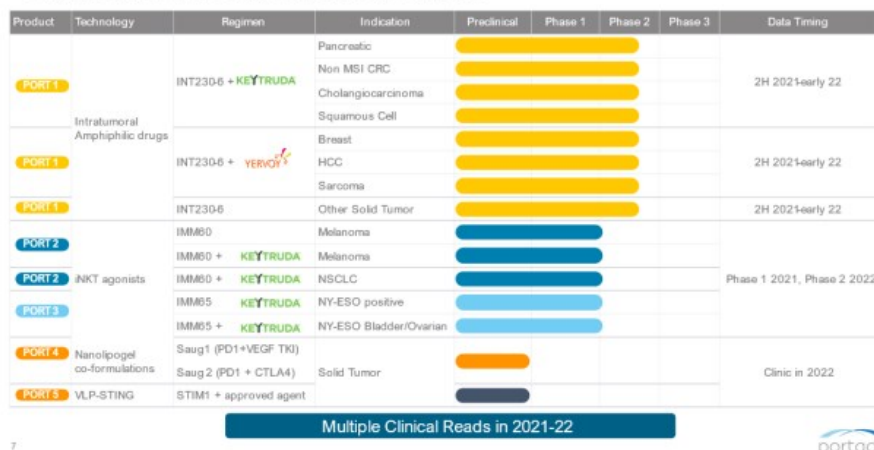 Product Technology Regimen Indication Preclinical Phase 1 Phase 2 Phase 3 Data Timing
Pancreatic
Non MSI CRC
PORT 1 INT230-6 + KEYTRUDA 2H 2021-early 22
Cholangiocarcinoma
Squamous Cell
Intratumoral
Amphiphilic drugs
Breast
PORT 1 INT230-6 + YERVOY HCC 2H 2021-early 22
Sarcoma
PORT 1 INT230-6 Other Solid Tumor 2H 2021-early 22
IMM60 Melanoma
PORT 2
IMM60 + KEYTRUDA Melanoma
PORT 2 iNKT agonists IMM60 + KEYTRUDA NSCLC Phase 1 2021, Phase 2 2022
IMM65 KEYTRUDA NY-ESO positive
PORT 3
IMM65 + KEYTRUDA NY-ESO Bladder/Ovarian
PORT 4 Nanolipogel
co-formulations
Saug1 (PD1+VEGF TKI)
Saug 2 (PD1 + CTLA4) Solid Tumor Clinic in 2022
PORT 5 VLP-STING STIM1 + approved agent
Multiple Clinical Reads in 2021-22
7